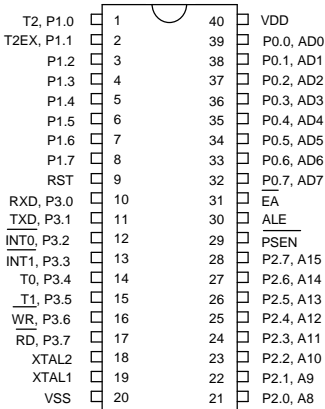 T2, P1.0 1 40 VDD
T2EX, P1.1 2 39 P0.0, AD0
P1.2 3 38 P0.1, AD1
P1.3 4 37 P0.2, AD2
P1.4 5 36 P0.3, AD3
P1.5 6 35 P0.4, AD4
P1.6 7 34 P0.5, AD5
P1.7 8 33 P0.6, AD6
RST 9 32 P0.7, AD7
RXD, P3.0 10 31 EA
TXD, P3.1 11 30 ALE
INT0, P3.2 12 29 PSEN
INT1, P3.3 13 28 P2.7, A15
T0, P3.4 14 27 P2.6, A14
T1, P3.5 15 26 P2.5, A13
WR, P3.6 16 25 P2.4, A12
RD, P3.7 17 24 P2.3, A11
XTAL2 18 23 P2.2, A10
XTAL1 19 22 P2.1, A9
VSS 20 21 P2.0, A8